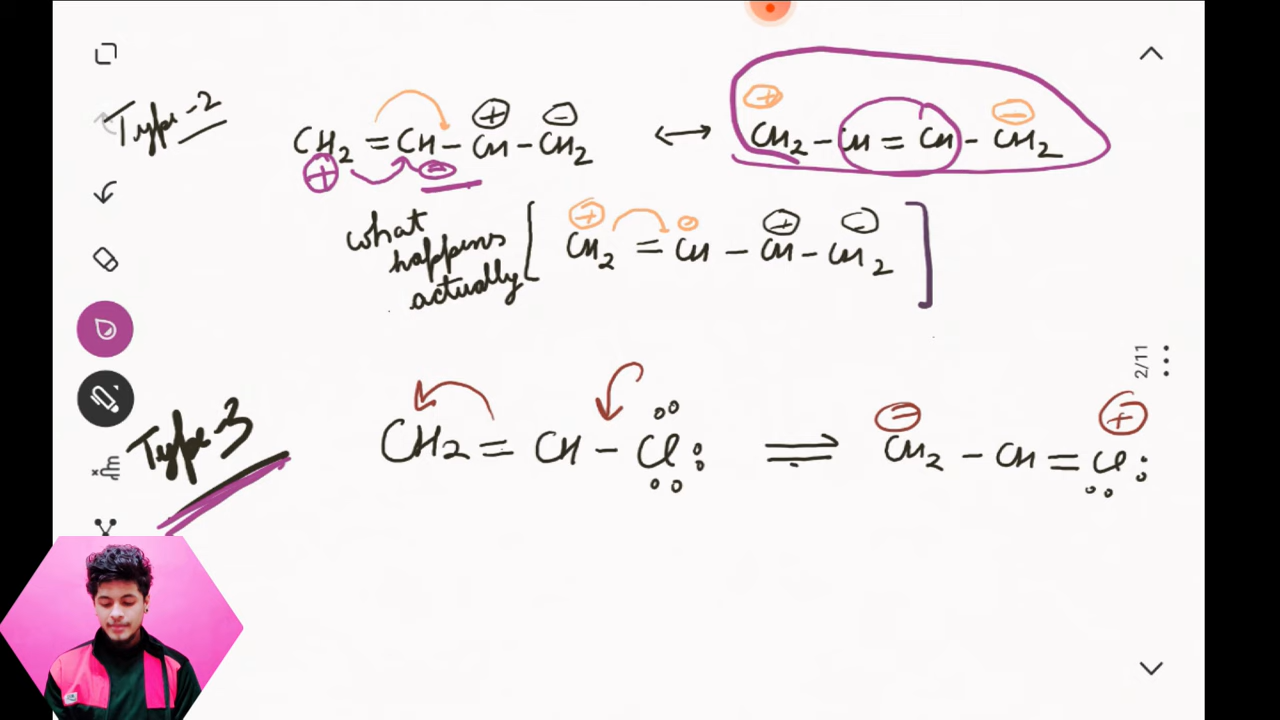 Type-2
⊕ ⊖
CH2 = CH - CH - CH2 ↔ CH2 - CH = CH - CH2
⊕ ⊖
what happens actually [ CH2 = CH - CH - CH2 ]
Type-3
CH2 = CH - Cl: ⇌ CH2 - CH = Cl:
2/11